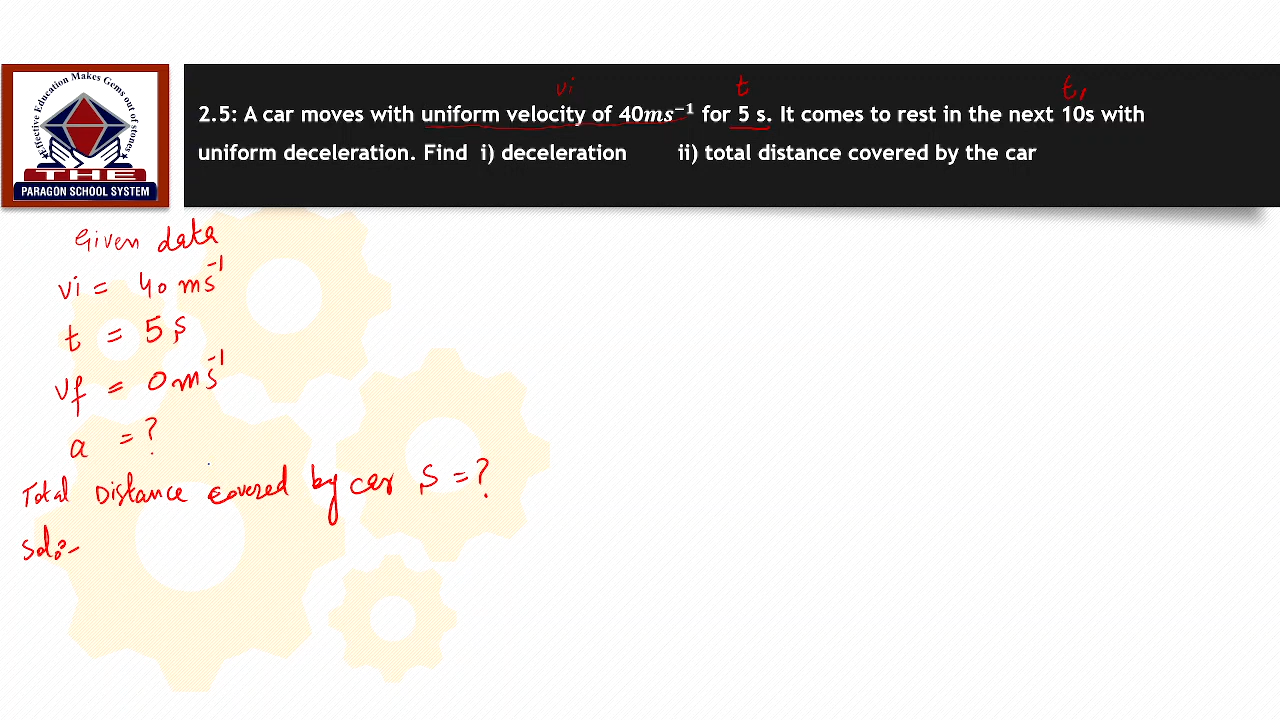 Effective Education Makes Gems out of stones
THE
PARAGON SCHOOL SYSTEM
vi t t,
2.5: A car moves with uniform velocity of 40ms⁻¹ for 5 s. It comes to rest in the next 10s with
uniform deceleration. Find i) deceleration ii) total distance covered by the car
Given data
vi = 40 ms⁻¹
t = 5s
vf = 0 ms⁻¹
a = ?
Total Distance covered by car S = ?
Sol:-